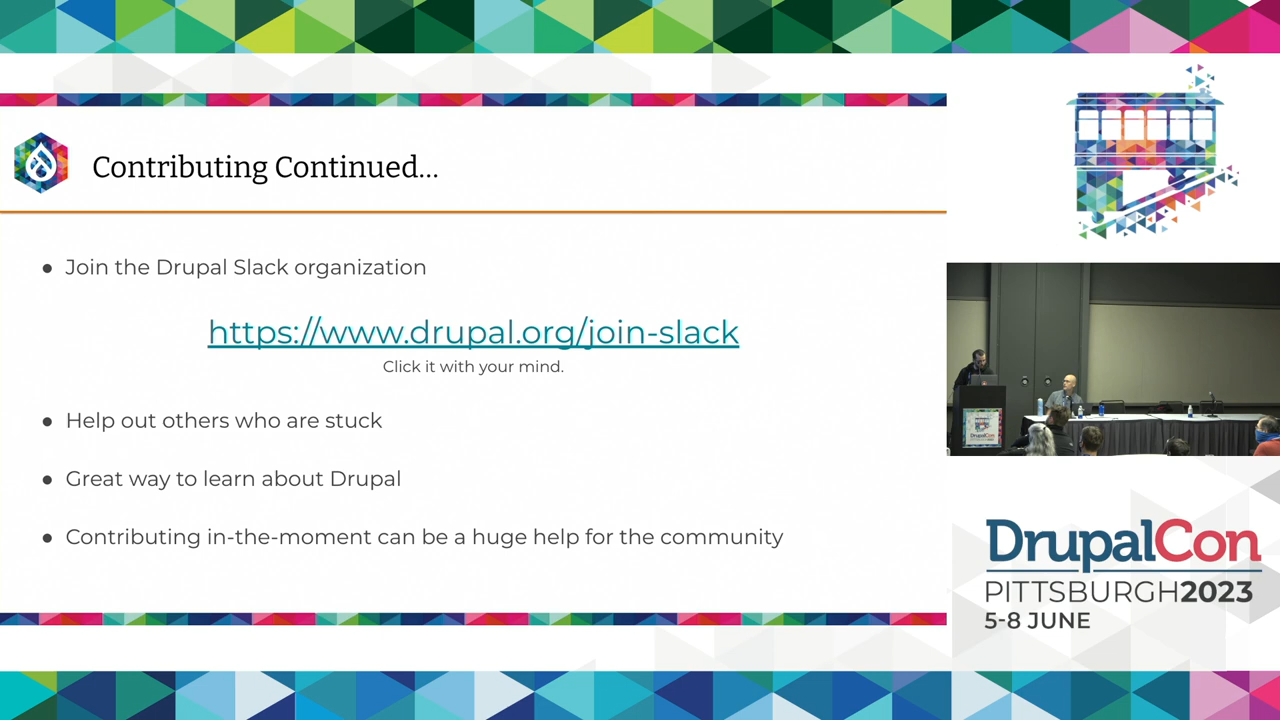 Contributing Continued...
● Join the Drupal Slack organization
https://www.drupal.org/join-slack
Click it with your mind.
● Help out others who are stuck
● Great way to learn about Drupal
● Contributing in-the-moment can be a huge help for the community
DrupalCon
DrupalCon
PITTSBURGH2023
5-8 JUNE